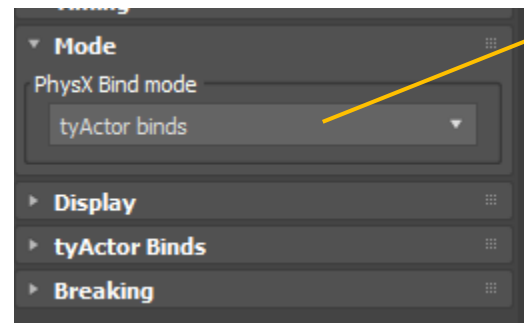 Mode
PhysX Bind mode
tyActor binds
Display
tyActor Binds
Breaking